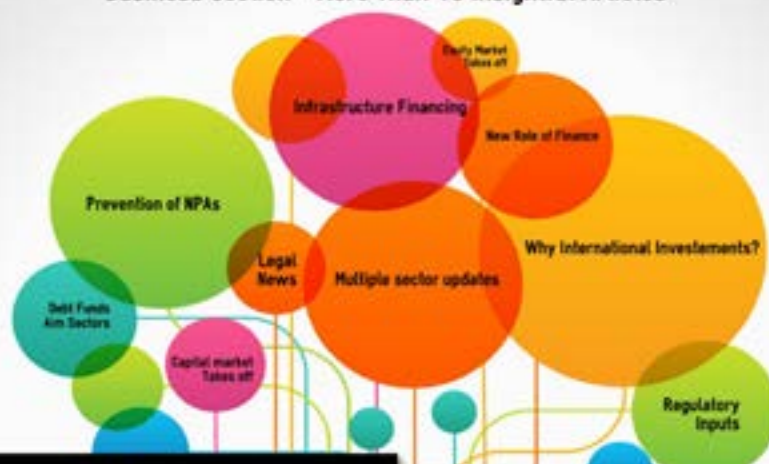 Equity Market
Takes off
Infrastructure Financing
New Role of Finance
Prevention of NPAs
Why International Investements?
Legal
News
Multiple sector updates
Debt Funds
Aim Sectors
Capital market
Takes off
Regulatory
Inputs